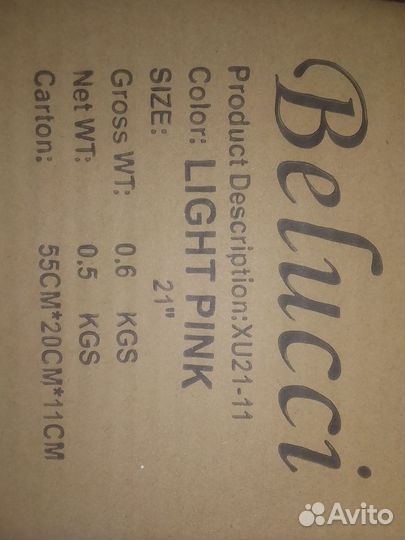 Belucci
Product Description:XU21-11
Color: LIGHT PINK
SIZE: 21"
Gross WT: 0.6 KGS
Net WT: 0.5 KGS
Carton: 55CM*20CM*11CM
Avito